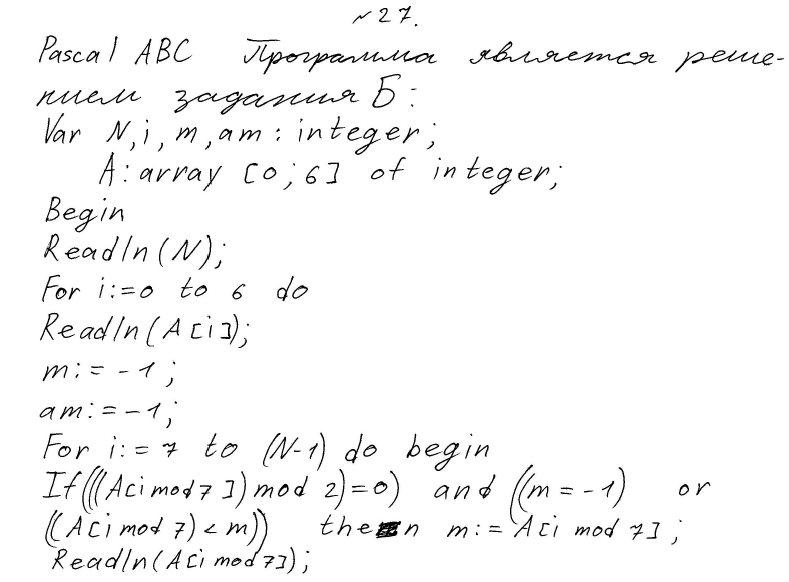 №27.
Pascal ABC Программа является реше-
нием задания Б:
Var N,i,m,am: integer;
A: array [0;6] of integer;
Begin
Readln(N);
For i:=0 to 6 do
Readln(A[i]);
m:=-1;
am:=-1;
For i:=7 to (N-1) do begin
If(((A[i mod 7]) mod 2)=0) and ((m=-1) or
((A[i mod 7)<m)) then m:=A[i mod 7];
Readln(A[i mod 7]);